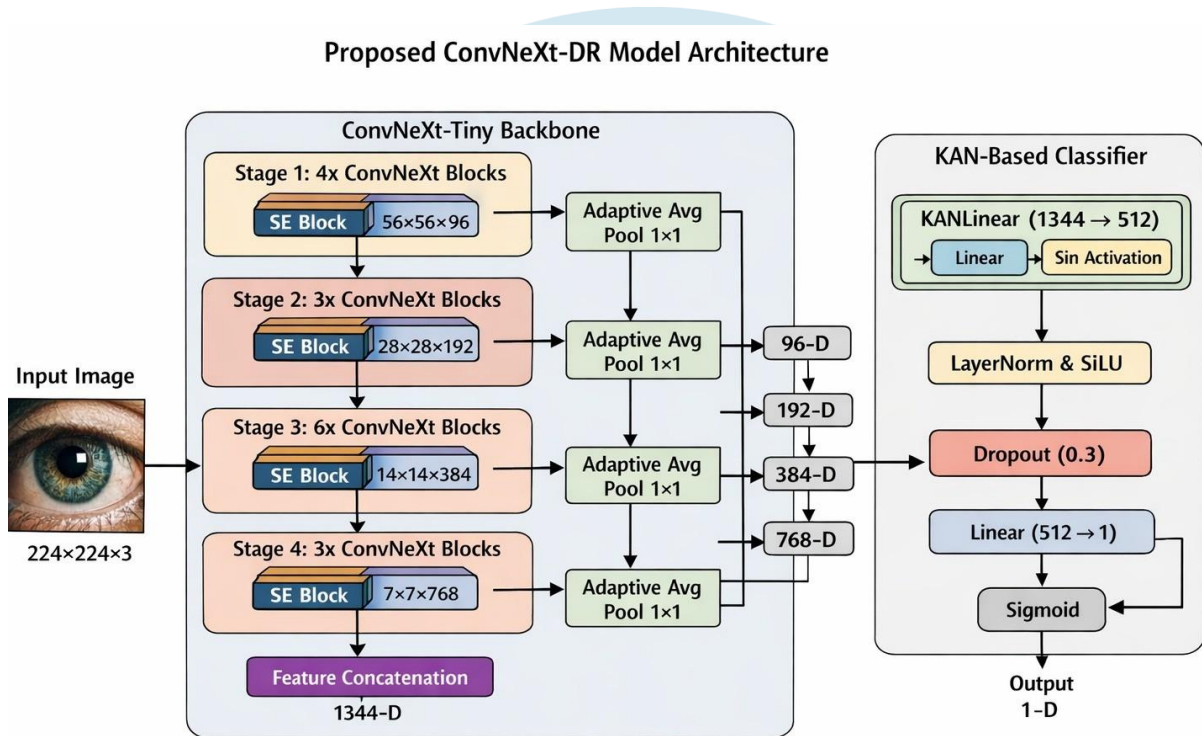 Proposed ConvNeXt-DR Model Architecture
ConvNeXt-Tiny Backbone
Stage 1: 4x ConvNeXt Blocks
SE Block
56×56×96
Adaptive Avg
Pool 1×1
Stage 2: 3x ConvNeXt Blocks
SE Block
28×28×192
Adaptive Avg
Pool 1×1
Stage 3: 6x ConvNeXt Blocks
SE Block
14×14×384
Adaptive Avg
Pool 1×1
Stage 4: 3x ConvNeXt Blocks
SE Block
7×7×768
Adaptive Avg
Pool 1×1
Feature Concatenation
1344-D
Input Image
224×224×3
96-D
192-D
384-D
768-D
KAN-Based Classifier
KANLinear (1344 → 512)
Linear
Sin Activation
LayerNorm & SiLU
Dropout (0.3)
Linear (512 → 1)
Sigmoid
Output
1-D